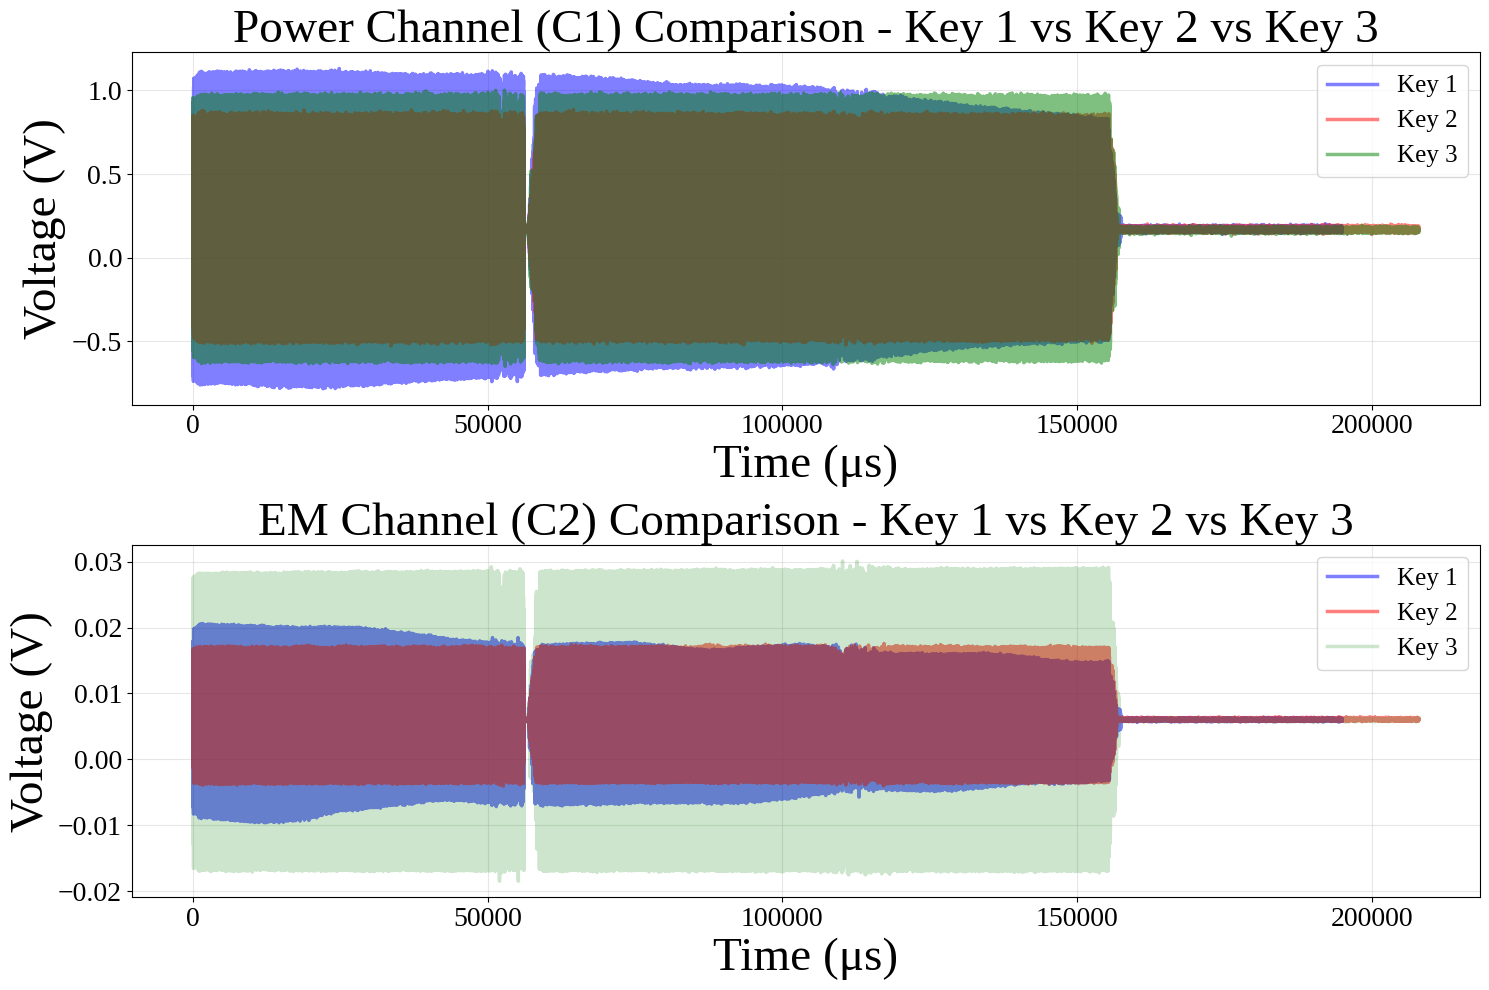 Power Channel (C1) Comparison - Key 1 vs Key 2 vs Key 3
Voltage (V)
1.0
0.5
0.0
−0.5
Key 1
Key 2
Key 3
0
50000
100000
150000
200000
Time (μs)
EM Channel (C2) Comparison - Key 1 vs Key 2 vs Key 3
Voltage (V)
0.03
0.02
0.01
0.00
−0.01
−0.02
Key 1
Key 2
Key 3
0
50000
100000
150000
200000
Time (μs)